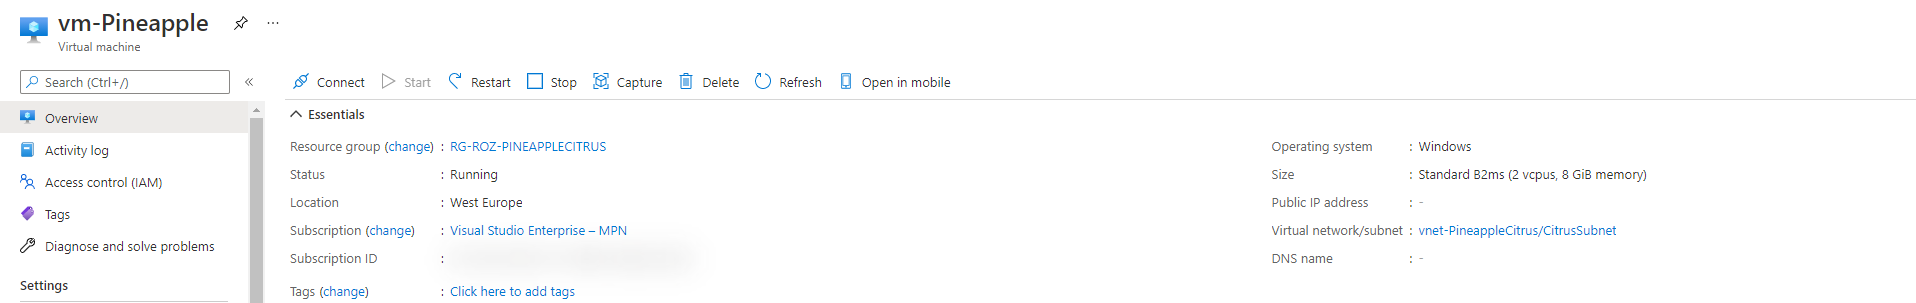 vm-Pineapple ...
Virtual machine
Search (Ctrl+/) «
Connect Start Restart Stop Capture Delete Refresh Open in mobile
Overview
Activity log
Access control (IAM)
Tags
Diagnose and solve problems
Settings
Essentials
Resource group (change) : RG-ROZ-PINEAPPLECITRUS
Status : Running
Location : West Europe
Subscription (change) : Visual Studio Enterprise – MPN
Subscription ID :
Tags (change) : Click here to add tags
Operating system : Windows
Size : Standard B2ms (2 vcpus, 8 GiB memory)
Public IP address : -
Virtual network/subnet : vnet-PineappleCitrus/CitrusSubnet
DNS name : -